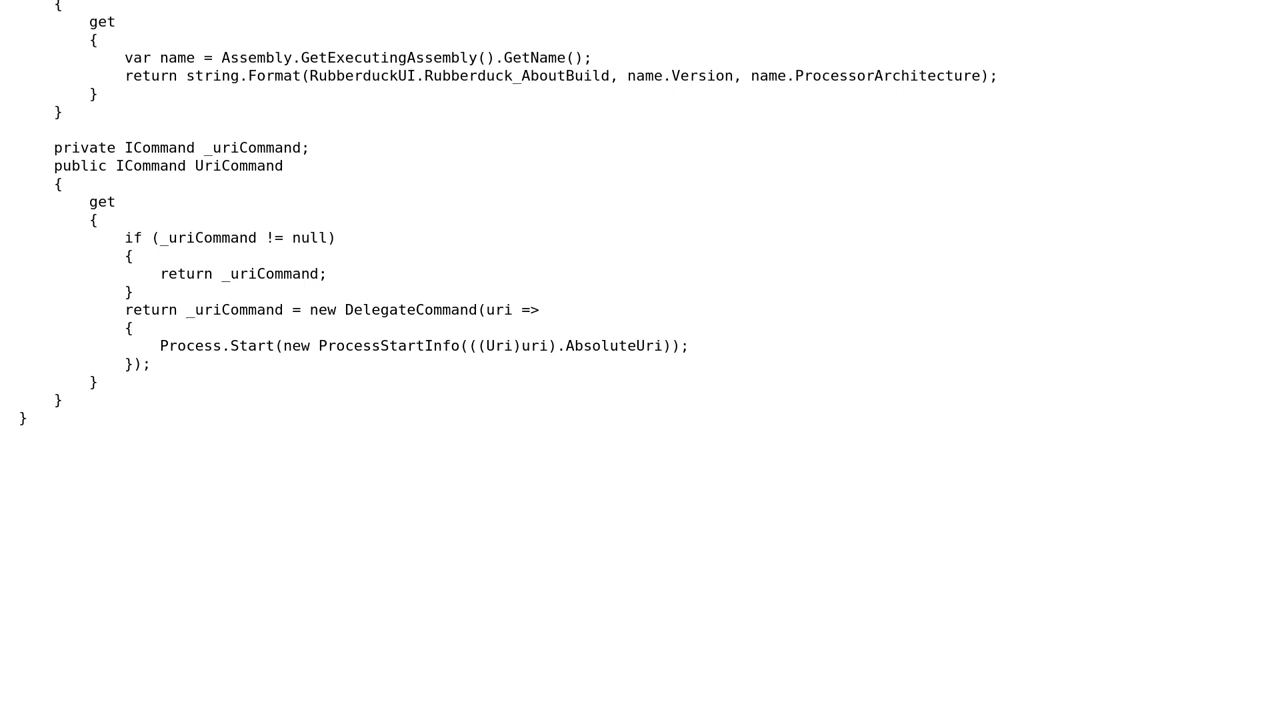 {
        get
        {
            var name = Assembly.GetExecutingAssembly().GetName();
            return string.Format(RubberduckUI.Rubberduck_AboutBuild, name.Version, name.ProcessorArchitecture);
        }
    }

    private ICommand _uriCommand;
    public ICommand UriCommand
    {
        get
        {
            if (_uriCommand != null)
            {
                return _uriCommand;
            }
            return _uriCommand = new DelegateCommand(uri =>
            {
                Process.Start(new ProcessStartInfo(((Uri)uri).AbsoluteUri));
            });
        }
    }
}